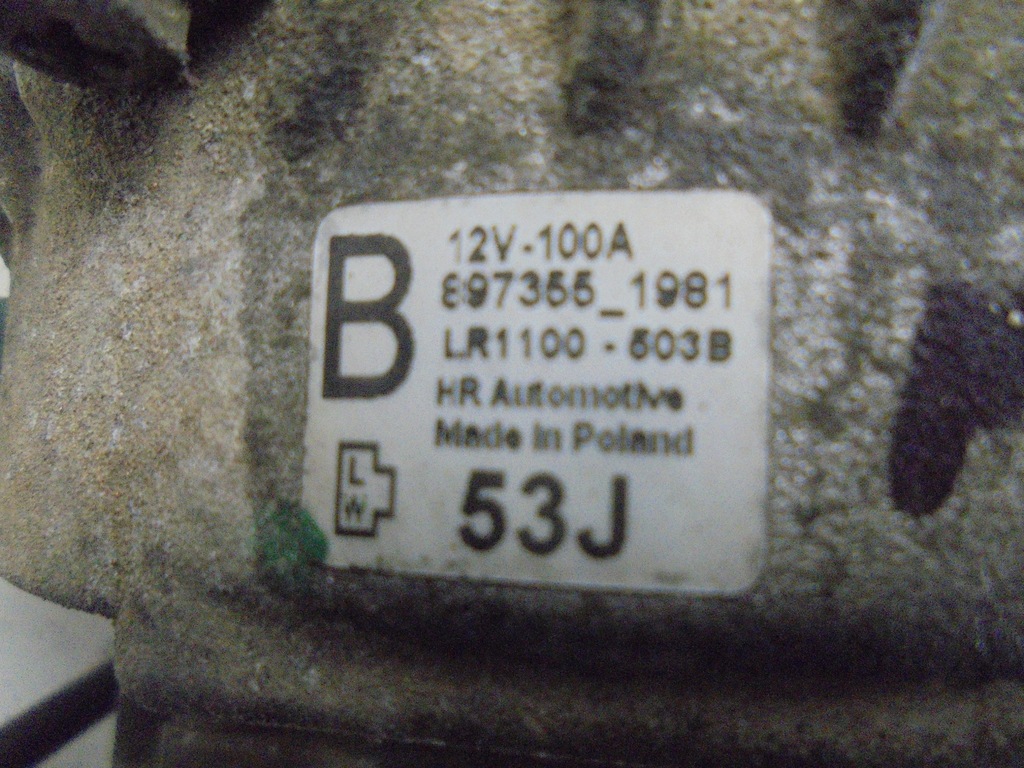 B
12V-100A
897355_1981
LR1100 - 503B
HR Automotive
Made in Poland
L
W
53J